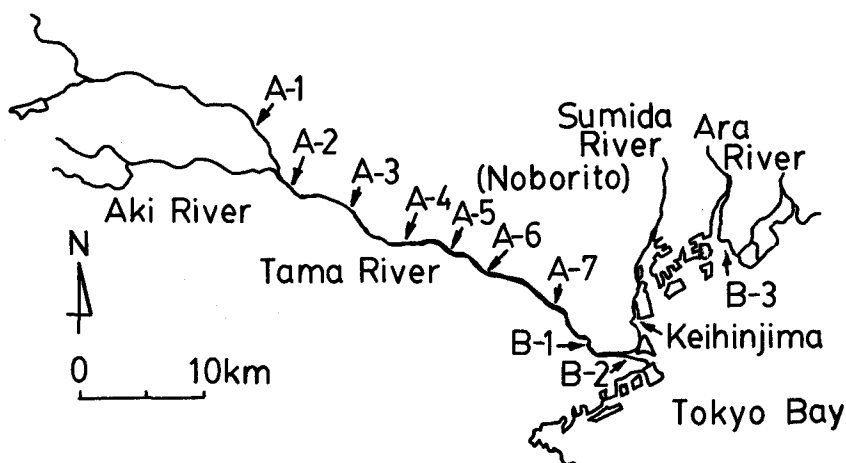 A-1
A-2
A-3
A-4
A-5
A-6
A-7
Aki River
Tama River
(Noborito)
Sumida
River
Ara
River
B-1
B-2
B-3
Keihinjima
Tokyo Bay
N
0
10km